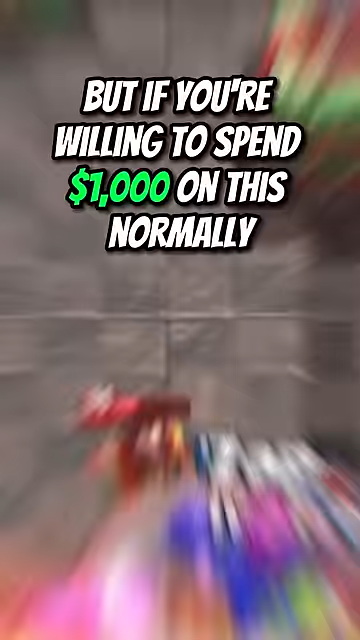 BUT IF YOU'RE
WILLING TO SPEND
$1,000 ON THIS
NORMALLY